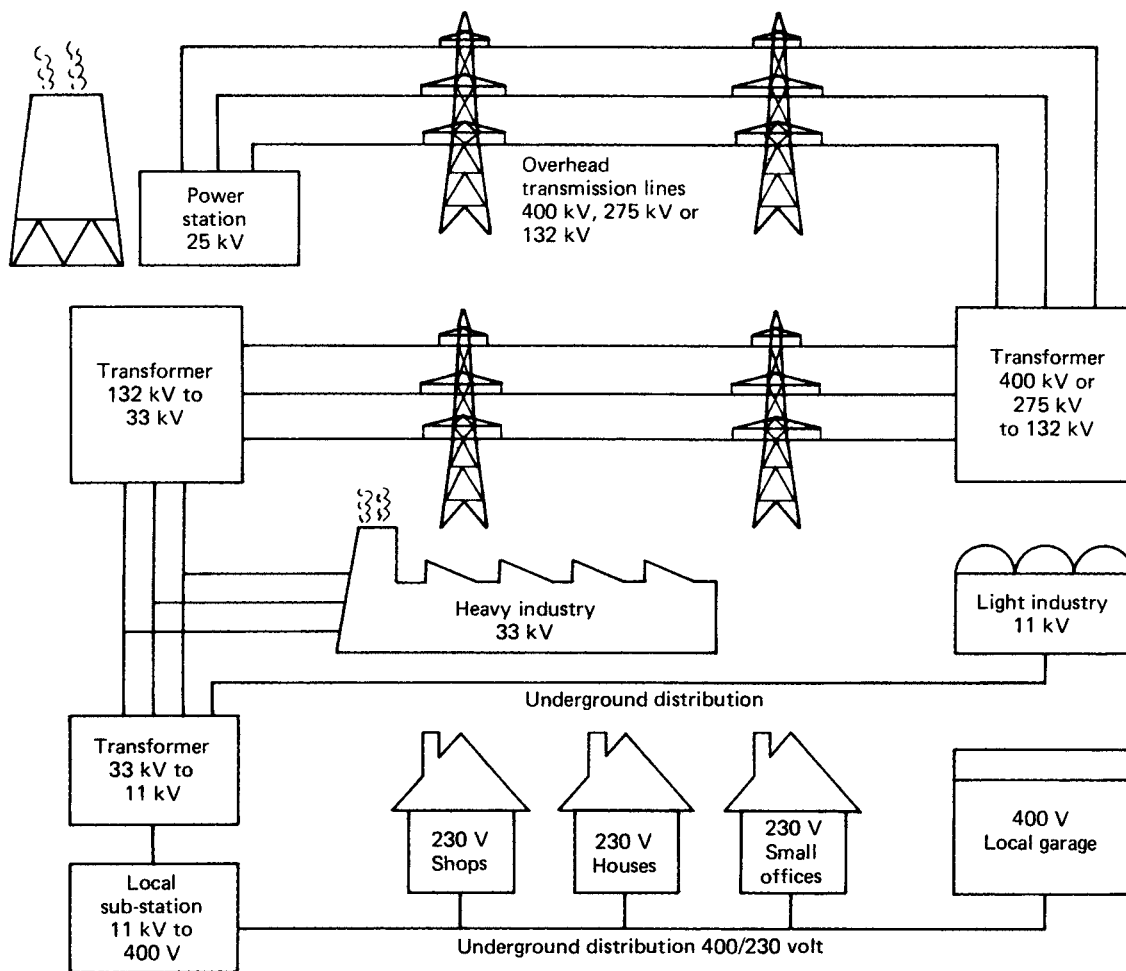 Power
station
25 kV
Overhead
transmission lines
400 kV, 275 kV or
132 kV
Transformer
132 kV to
33 kV
Transformer
400 kV or
275 kV
to 132 kV
Heavy industry
33 kV
Light industry
11 kV
Underground distribution
Transformer
33 kV to
11 kV
230 V
Shops
230 V
Houses
230 V
Small
offices
400 V
Local garage
Local
sub-station
11 kV to
400 V
Underground distribution 400/230 volt